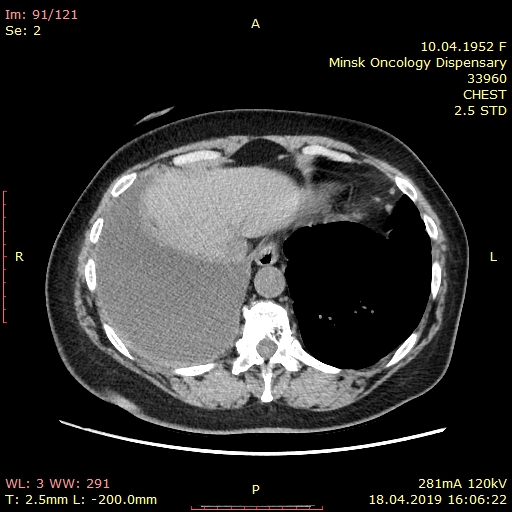 Im: 91/121
Se: 2
A
10.04.1952 F
Minsk Oncology Dispensary
33960
CHEST
2.5 STD
R
L
WL: 3 WW: 291
T: 2.5mm L: -200.0mm
P
281mA 120kV
18.04.2019 16:06:22